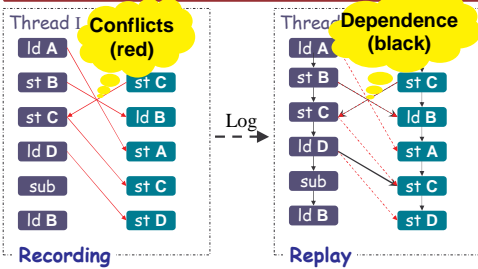 Thread I
Conflicts
(red)
ld A
st B
st C
st C
ld B
ld D
st A
sub
st C
ld B
st D
Recording
Log
Thread
Dependence
(black)
ld A
st B
st C
st C
ld B
ld D
st A
sub
st C
ld B
st D
Replay